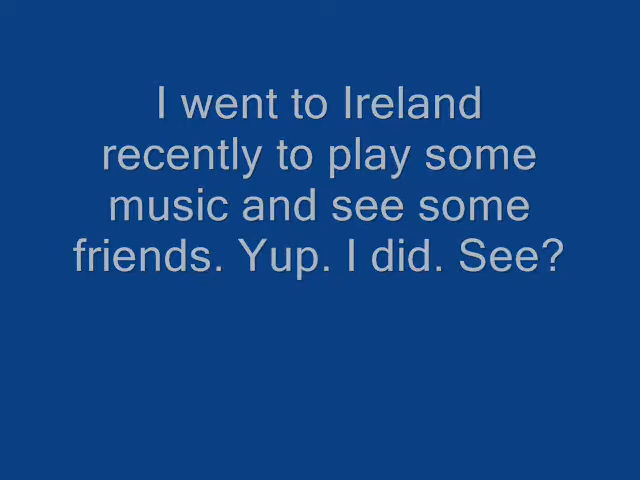 I went to Ireland
recently to play some
music and see some
friends. Yup. I did. See?